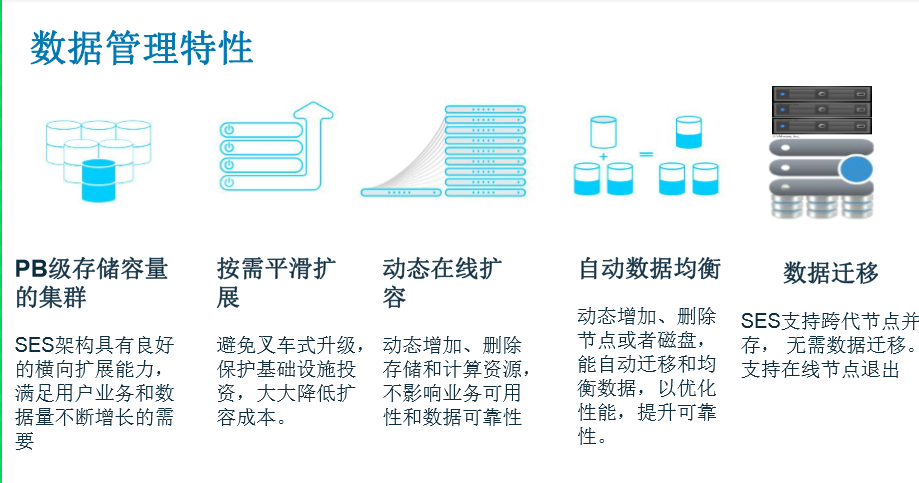 数据管理特性
PB级存储容量
的集群
SES架构具有良好
的横向扩展能力，
满足用户业务和数
据量不断增长的需
要
按需平滑扩
展
避免叉车式升级，
保护基础设施投
资，大大降低扩
容成本。
动态在线扩
容
动态增加、删除
存储和计算资源，
不影响业务可用
性和数据可靠性
自动数据均衡
动态增加、删除
节点或者磁盘，
能自动迁移和均
衡数据，以优化
性能，提升可靠
性。
数据迁移
SES支持跨代节点并
存， 无需数据迁移。
支持在线节点退出